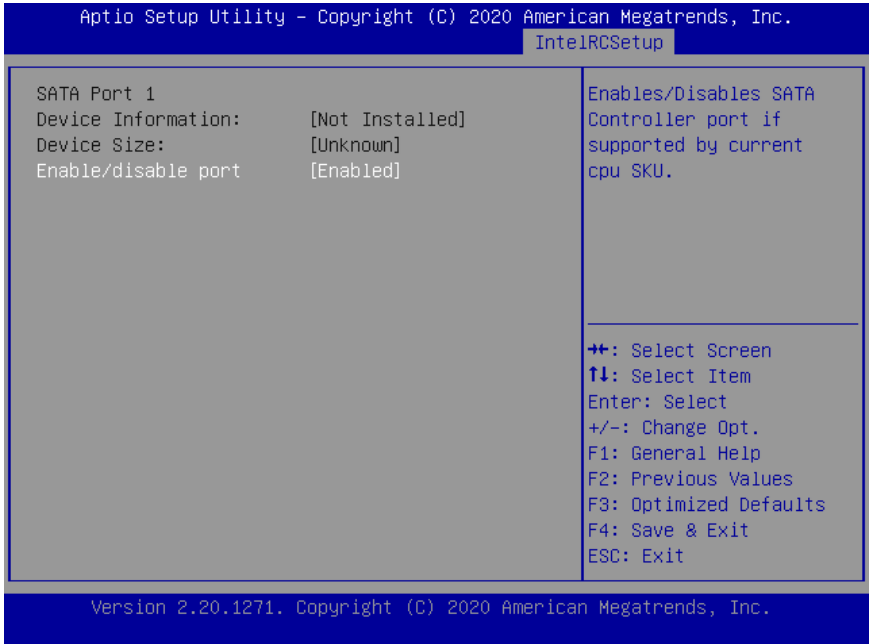 Aptio Setup Utility – Copyright (C) 2020 American Megatrends, Inc.
IntelRCSetup
SATA Port 1
Device Information: [Not Installed]
Device Size: [Unknown]
Enable/disable port [Enabled]
Enables/Disables SATA
Controller port if
supported by current
cpu SKU.
→←: Select Screen
↑↓: Select Item
Enter: Select
+/-: Change Opt.
F1: General Help
F2: Previous Values
F3: Optimized Defaults
F4: Save & Exit
ESC: Exit
Version 2.20.1271. Copyright (C) 2020 American Megatrends, Inc.